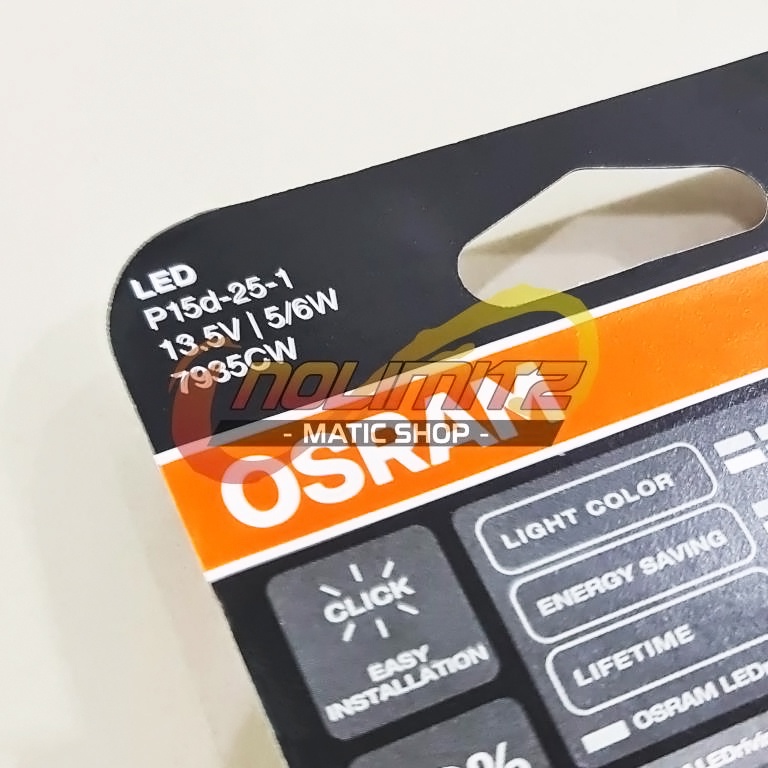 LED
P15d-25-1
13.5V | 5/6W
7935CW
NOLIMITZ
- MATIC SHOP -
OSRAM
LIGHT COLOR
ENERGY SAVING
LIFETIME
CLICK
EASY
INSTALLATION
OSRAM LED
%
LEDriving